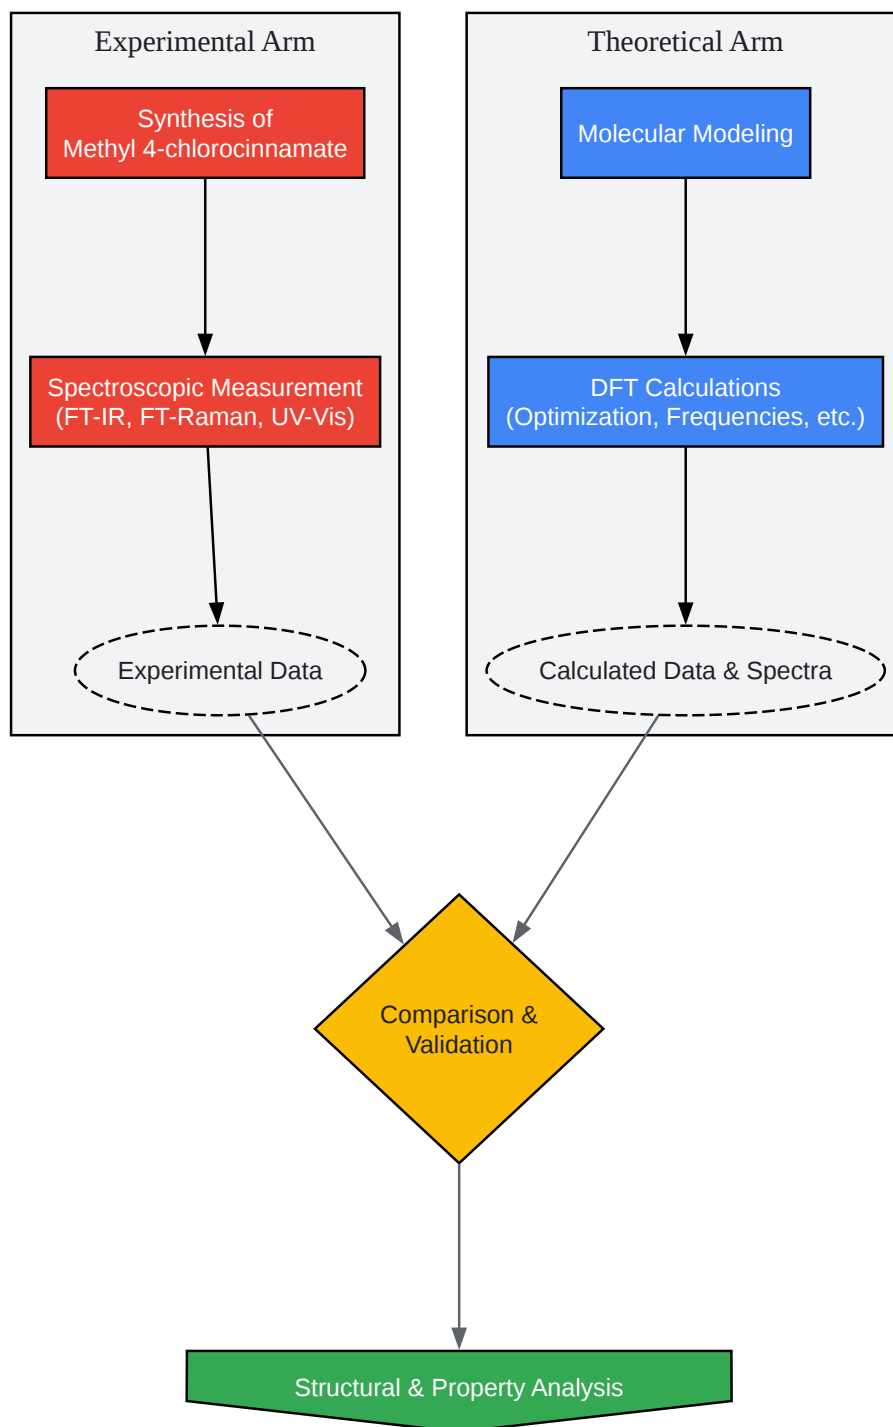 Experimental Arm
Synthesis of
Methyl 4-chlorocinnamate
Spectroscopic Measurement
(FT-IR, FT-Raman, UV-Vis)
Experimental Data
Theoretical Arm
Molecular Modeling
DFT Calculations
(Optimization, Frequencies, etc.)
Calculated Data & Spectra
Comparison &
Validation
Structural & Property Analysis